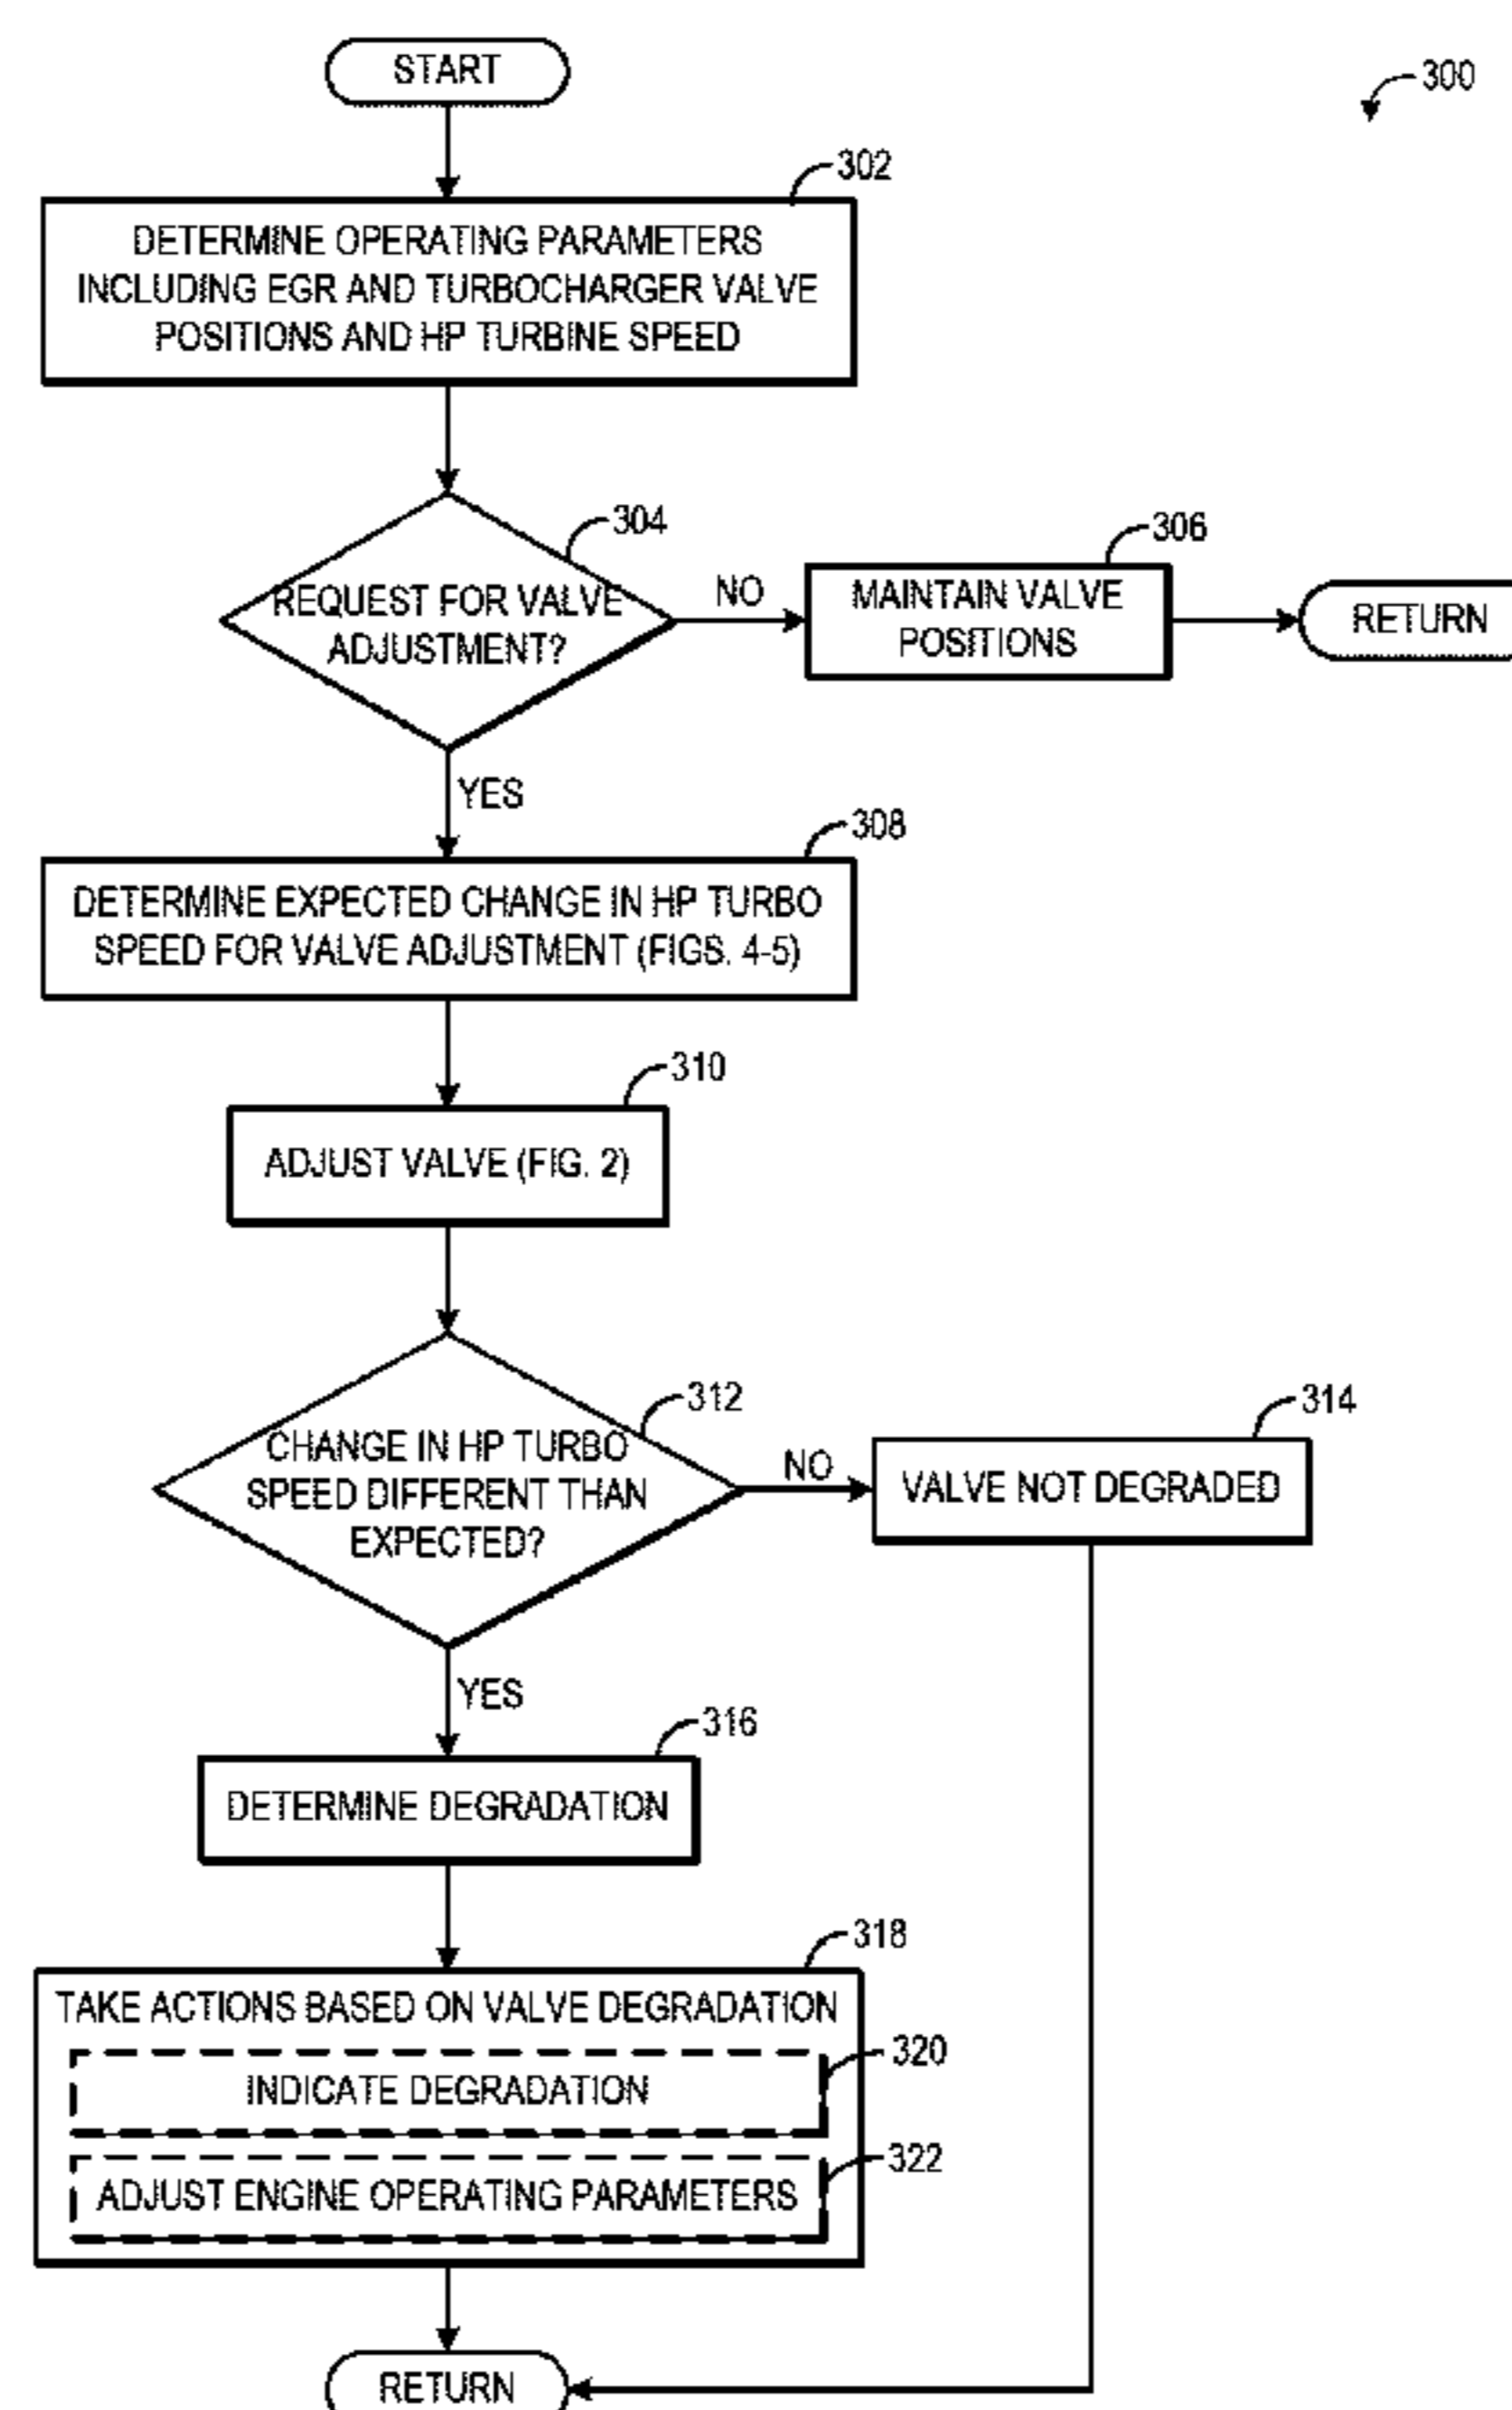 START
300
302
DETERMINE OPERATING PARAMETERS
INCLUDING EGR AND TURBOCHARGER VALVE
POSITIONS AND HP TURBINE SPEED
304
REQUEST FOR VALVE
ADJUSTMENT?
NO
306
MAINTAIN VALVE
POSITIONS
RETURN
YES
308
DETERMINE EXPECTED CHANGE IN HP TURBO
SPEED FOR VALVE ADJUSTMENT (FIGS. 4-5)
310
ADJUST VALVE (FIG. 2)
312
CHANGE IN HP TURBO
SPEED DIFFERENT THAN
EXPECTED?
NO
314
VALVE NOT DEGRADED
YES
316
DETERMINE DEGRADATION
318
TAKE ACTIONS BASED ON VALVE DEGRADATION
320
INDICATE DEGRADATION
322
ADJUST ENGINE OPERATING PARAMETERS
RETURN